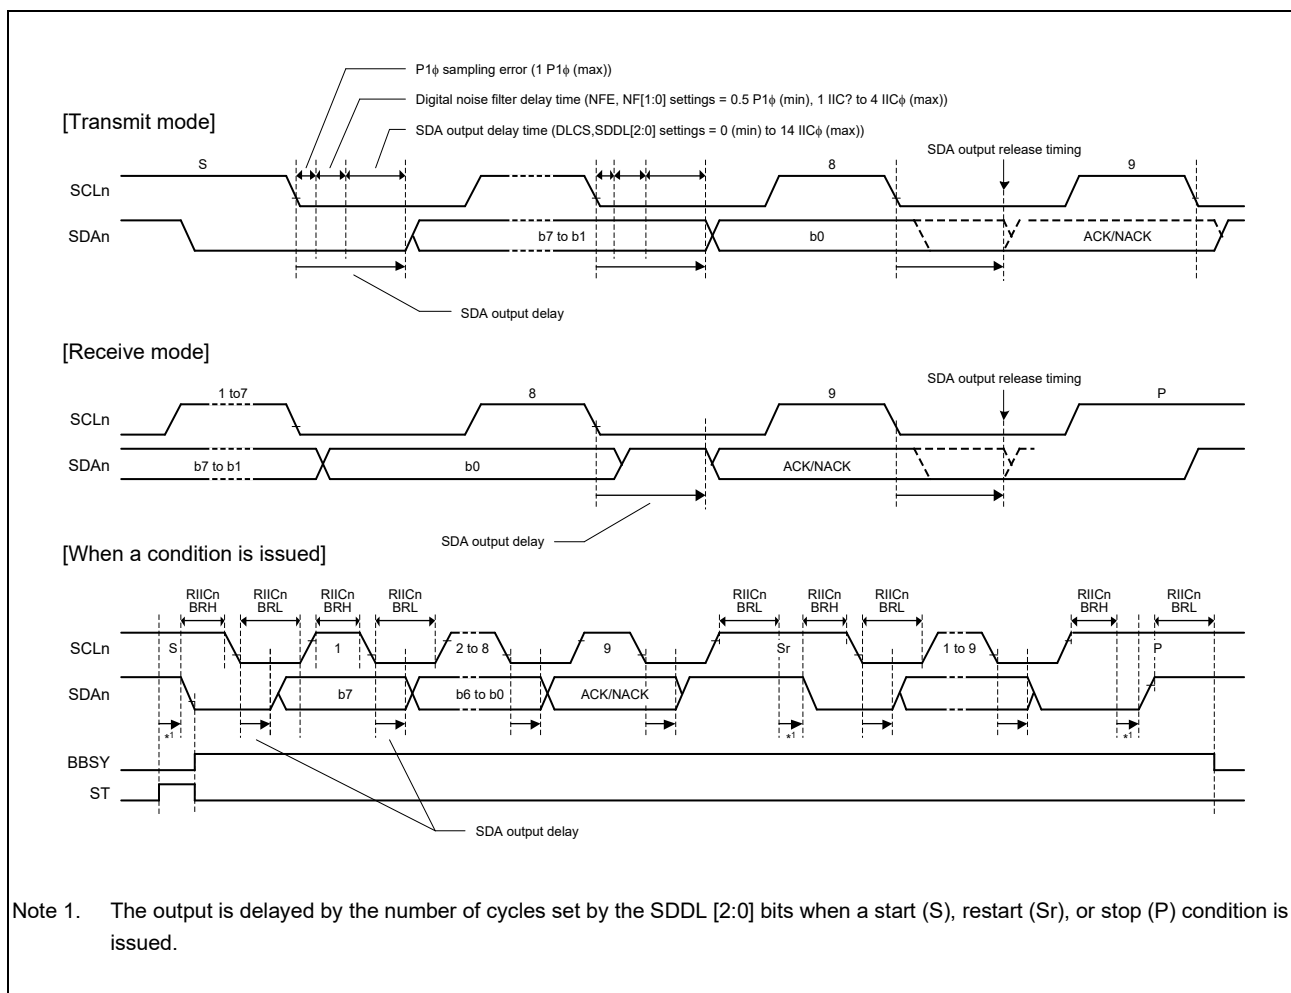 P1ϕ sampling error (1 P1ϕ (max))
Digital noise filter delay time (NFE, NF[1:0] settings = 0.5 P1ϕ (min), 1 IIC? to 4 IICϕ (max))
[Transmit mode]
SDA output delay time (DLCS,SDDL[2:0] settings = 0 (min) to 14 IICϕ (max))
SDA output release timing
S 8 9
SCLn
SDAn
b7 to b1 b0 ACK/NACK
SDA output delay
[Receive mode]
SDA output release timing
1 to7 8 9 P
SCLn
SDAn
b7 to b1 b0 ACK/NACK
SDA output delay
[When a condition is issued]
RIICn RIICn RIICn RIICn RIICn RIICn RIICn RIICn RIICn
BRH BRL BRH BRL BRL BRH BRL BRH BRL
SCLn S 1 2 to 8 9 Sr 1 to 9 P
SDAn b7 b6 to b0 ACK/NACK
*1 *1 *1
BBSY
ST
SDA output delay
Note 1. The output is delayed by the number of cycles set by the SDDL [2:0] bits when a start (S), restart (Sr), or stop (P) condition is
issued.